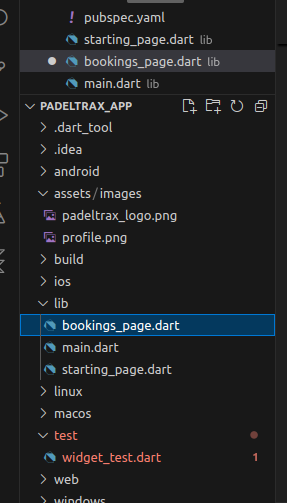 ! pubspec.yaml
starting_page.dart lib
bookings_page.dart lib
main.dart lib
PADELTRAX_APP
.dart_tool
.idea
android
assets/images
padeltrax_logo.png
profile.png
build
ios
lib
bookings_page.dart
main.dart
starting_page.dart
linux
macos
test
widget_test.dart 1
web
windows